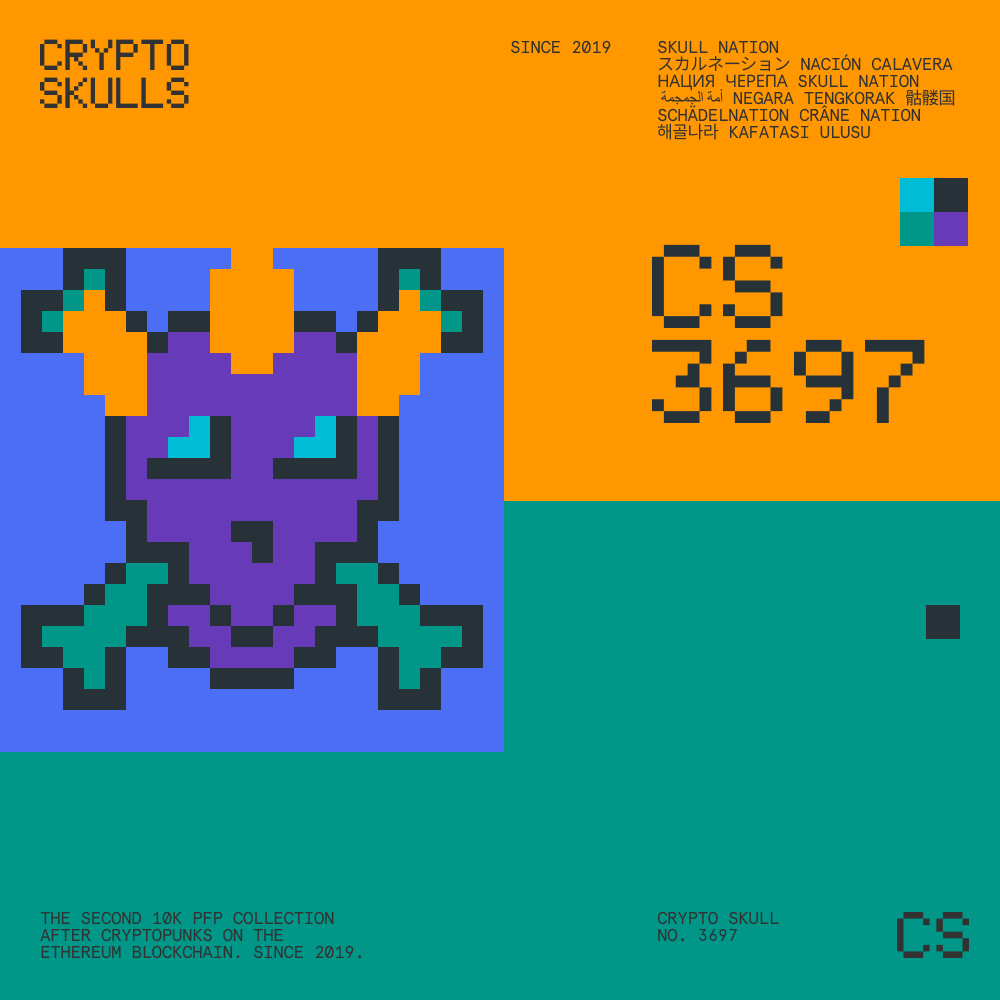 CRYPTO
SKULLS
SINCE 2019
SKULL NATION
スカルネーション NACIÓN CALAVERA
НАЦИЯ ЧЕРЕПА SKULL NATION
أمة الجمجمة NEGARA TENGKORAK 骷髅国
SCHÄDELNATION CRÂNE NATION
해골나라 KAFATASI ULUSU
CS
3697
THE SECOND 10K PFP COLLECTION
AFTER CRYPTOPUNKS ON THE
ETHEREUM BLOCKCHAIN. SINCE 2019.
CRYPTO SKULL
NO. 3697
CS